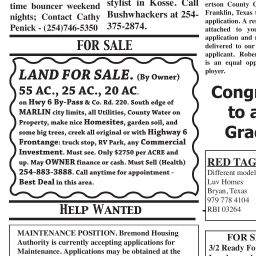 time bouncer weekend
nights; Contact Cathy
Penick - (254)746-5350
stylist in Kosse. Call
Bushwhackers at 254-
375-2874.
FOR SALE
LAND FOR SALE. (By Owner)
55 AC., 25 AC., 20 AC.
on Hwy 6 By-Pass & Co. Rd. 220. South edge of
MARLIN city limits, all Utilities, County Water on
Property, make nice Homesites, garden soil, and
some big trees, creek all original or with Highway 6
Frontage: truck stop, RV Park, any Commercial
Investment. Must see. Only $2750 per ACRE and
up. May OWNER finance or cash. Must Sell (Health)
254-883-3888. Call anytime for appointment -
Best Deal in this area.
HELP WANTED
MAINTENANCE POSITION. Bremond Housing
Authority is currently accepting applications for
Maintenance. Applications may be obtained at the
ertson County C
Franklin, Texas
application. A res
attached to yo
application and
delivered to our
applicant. Robert
is an equal opp
ployer.
Cong
to a
Gra
RED TAG
Different model
Luv Homes
Bryan, Texas
979 778 4104
RBI 03264
FOR S
3/2 Ready Fo